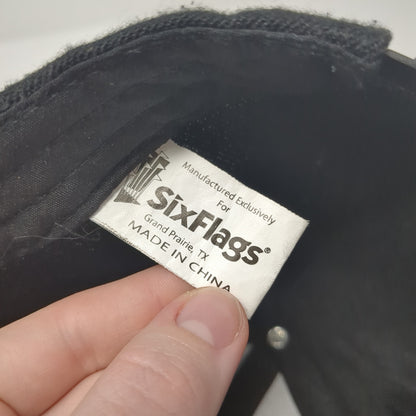 Manufactured Exclusively
For
SixFlags®
Grand Prairie, TX
MADE IN CHINA